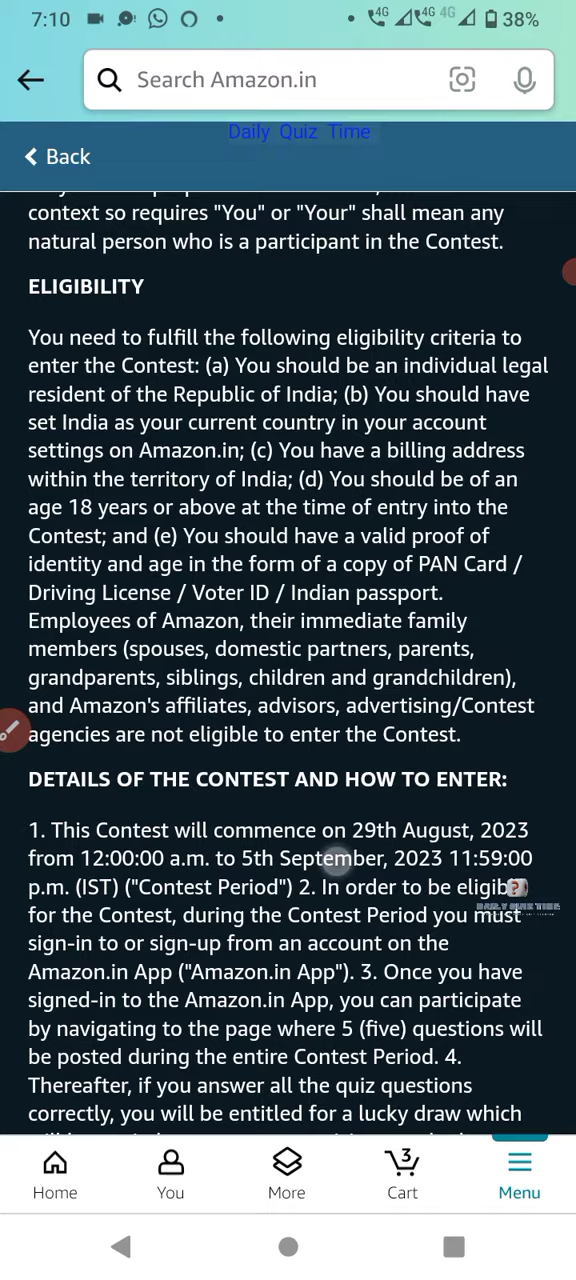 7:10
4G 4G 4G 38%
Search Amazon.in
Daily Quiz Time
Back
context so requires "You" or "Your" shall mean any
natural person who is a participant in the Contest.
ELIGIBILITY
You need to fulfill the following eligibility criteria to
enter the Contest: (a) You should be an individual legal
resident of the Republic of India; (b) You should have
set India as your current country in your account
settings on Amazon.in; (c) You have a billing address
within the territory of India; (d) You should be of an
age 18 years or above at the time of entry into the
Contest; and (e) You should have a valid proof of
identity and age in the form of a copy of PAN Card /
Driving License / Voter ID / Indian passport.
Employees of Amazon, their immediate family
members (spouses, domestic partners, parents,
grandparents, siblings, children and grandchildren),
and Amazon's affiliates, advisors, advertising/Contest
agencies are not eligible to enter the Contest.
DETAILS OF THE CONTEST AND HOW TO ENTER:
1. This Contest will commence on 29th August, 2023
from 12:00:00 a.m. to 5th September, 2023 11:59:00
p.m. (IST) ("Contest Period") 2. In order to be eligib
?
DAILY QUIZ TIME
for the Contest, during the Contest Period you must
sign-in to or sign-up from an account on the
Amazon.in App ("Amazon.in App"). 3. Once you have
signed-in to the Amazon.in App, you can participate
by navigating to the page where 5 (five) questions will
be posted during the entire Contest Period. 4.
Thereafter, if you answer all the quiz questions
correctly, you will be entitled for a lucky draw which
3
Home You More Cart Menu